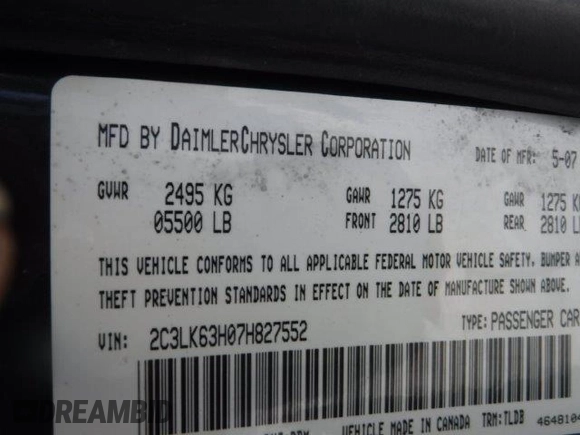 MFD BY DAIMLERCHRYSLER CORPORATION DATE OF MFR: 5-07
GVWR 2495 KG GAWR 1275 KG GAWR 1275 KG
05500 LB FRONT 2810 LB REAR 2810 LB
THIS VEHICLE CONFORMS TO ALL APPLICABLE FEDERAL MOTOR VEHICLE SAFETY, BUMPER A
THEFT PREVENTION STANDARDS IN EFFECT ON THE DATE OF MANUFACTURE SHOWN ABOVE.
VIN: 2C3LK63H07H827552 TYPE: PASSENGER CAR
VEHICLE MADE IN CANADA TRM:TLDB 464810
DREAMBID